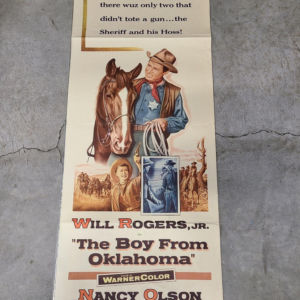 there wuz only two that
didn't tote a gun...the
Sheriff and his Hoss!
WILL ROGERS, JR.
"The Boy From
Oklahoma"
WARNERCOLOR
NANCY OLSON